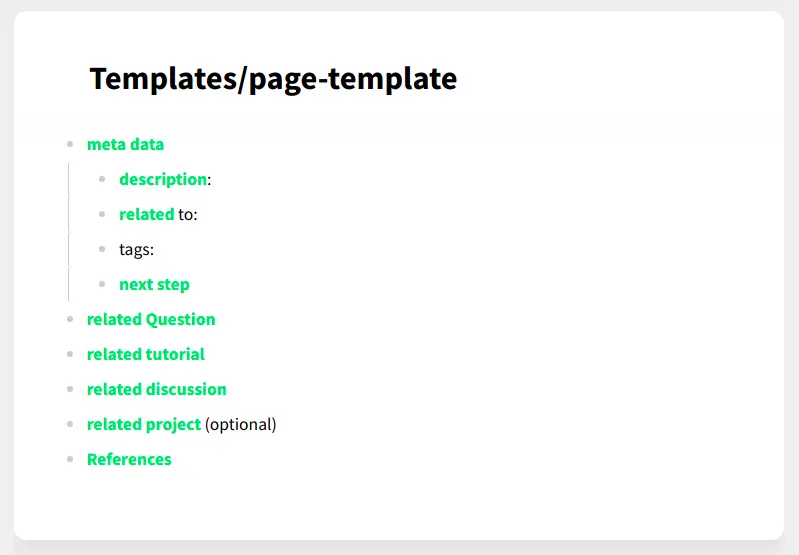 Templates/page-template
meta data
description:
related to:
tags:
next step
related Question
related tutorial
related discussion
related project (optional)
References